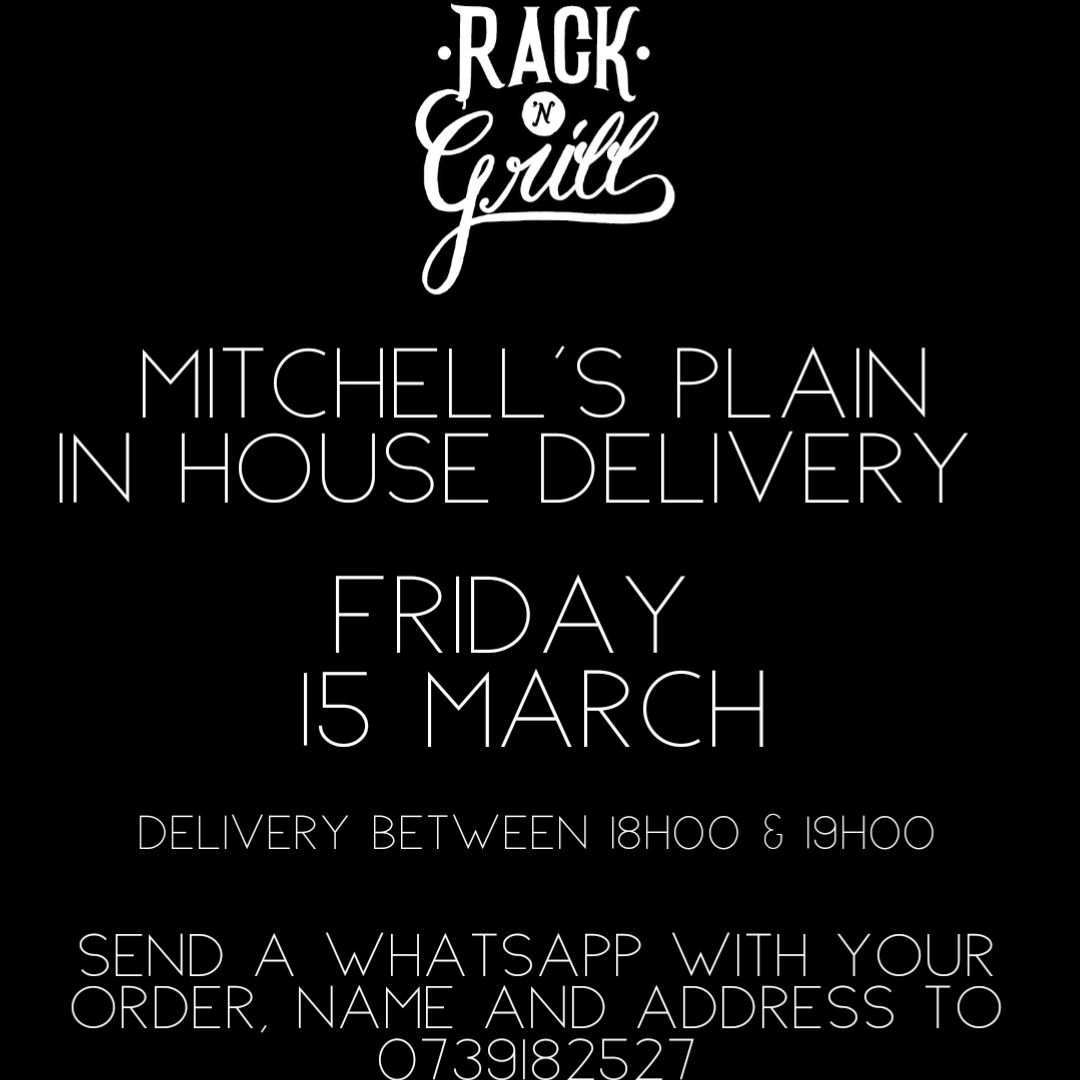 ·RACK·
'N
Grill
MITCHELL'S PLAIN
IN HOUSE DELIVERY
FRIDAY
15 MARCH
DELIVERY BETWEEN 18H00 & 19H00
SEND A WHATSAPP WITH YOUR
ORDER, NAME AND ADDRESS TO
0739182527